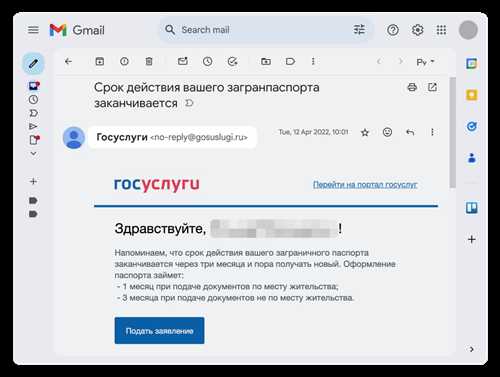 Gmail
Search mail
Ру
Срок действия вашего загранпаспорта
заканчивается
Госуслуги <no-reply@gosuslugi.ru>
Tue, 12 Apr 2022, 10:01
госуслуги
Перейти на портал госуслуг
Здравствуйте, !
Напоминаем, что срок действия вашего заграничного паспорта
заканчивается через три месяца и пора получать новый. Оформление
паспорта займет:
- 1 месяц при подаче документов по месту жительства;
- 3 месяца при подаче документов не по месту жительства.
Подать заявление